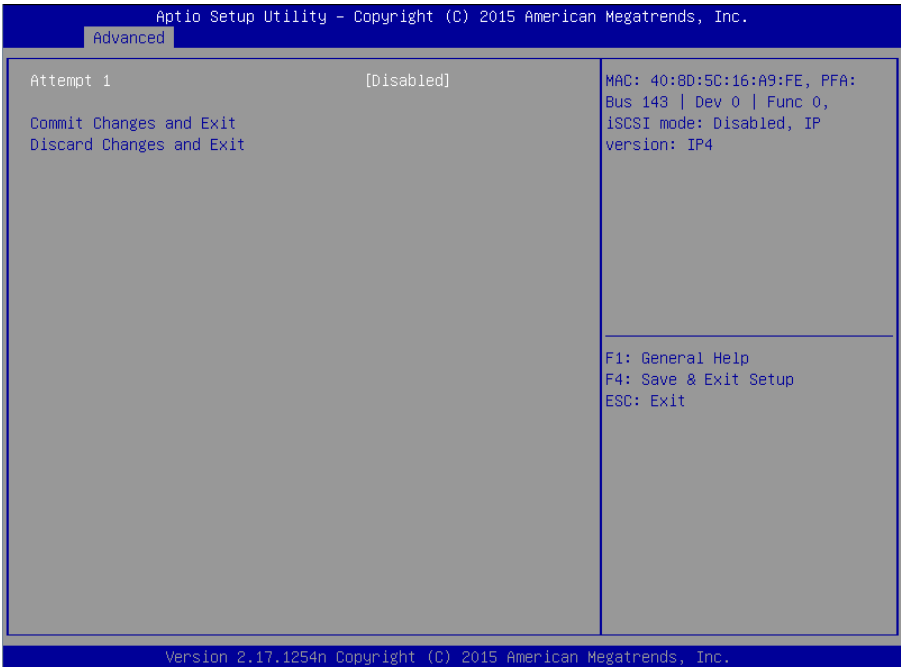 Aptio Setup Utility – Copyright (C) 2015 American Megatrends, Inc.
Advanced
Attempt 1 [Disabled]
Commit Changes and Exit
Discard Changes and Exit
MAC: 40:8D:5C:16:A9:FE, PFA:
Bus 143 | Dev 0 | Func 0,
iSCSI mode: Disabled, IP
version: IP4
F1: General Help
F4: Save & Exit Setup
ESC: Exit
Version 2.17.1254n Copyright (C) 2015 American Megatrends, Inc.